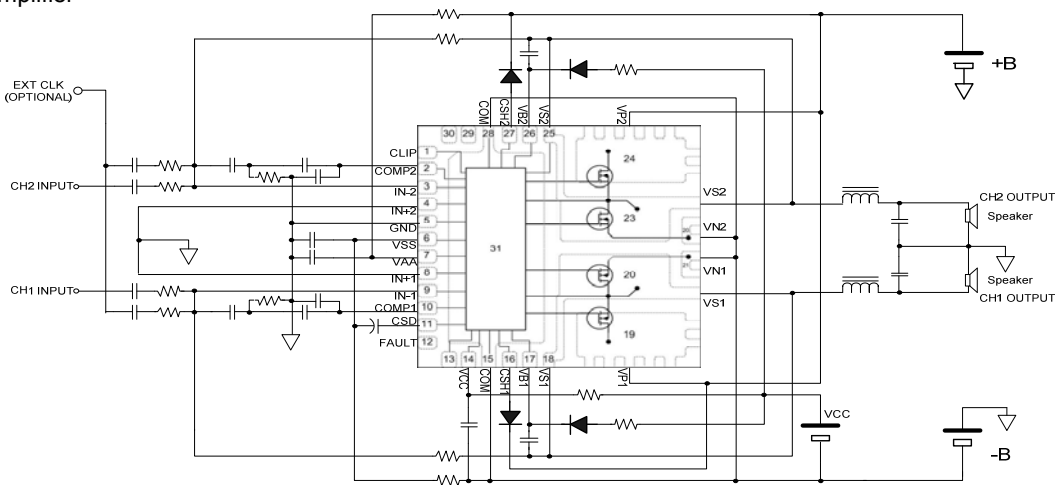 mplifier
+B
EXT CLK
(OPTIONAL)
COM
CSH2
VB2
VS2
VP2
30 29 28 27 26 25
CLIP 1
COMP2 2
CH2 INPUT
IN-2 3
IN+2 4
GND 5
VSS 6
VAA 7
IN+1 8
CH1 INPUT
IN-1 9
COMP1 10
CSD 11
FAULT 12
31
24
23
20
19
VS2
VN2
VN1
VS1
20
21
CH2 OUTPUT
Speaker
Speaker
CH1 OUTPUT
13 14 15 16 17 18
VCC
COM
CSH1
VB1
VS1
VP1
VCC
-B